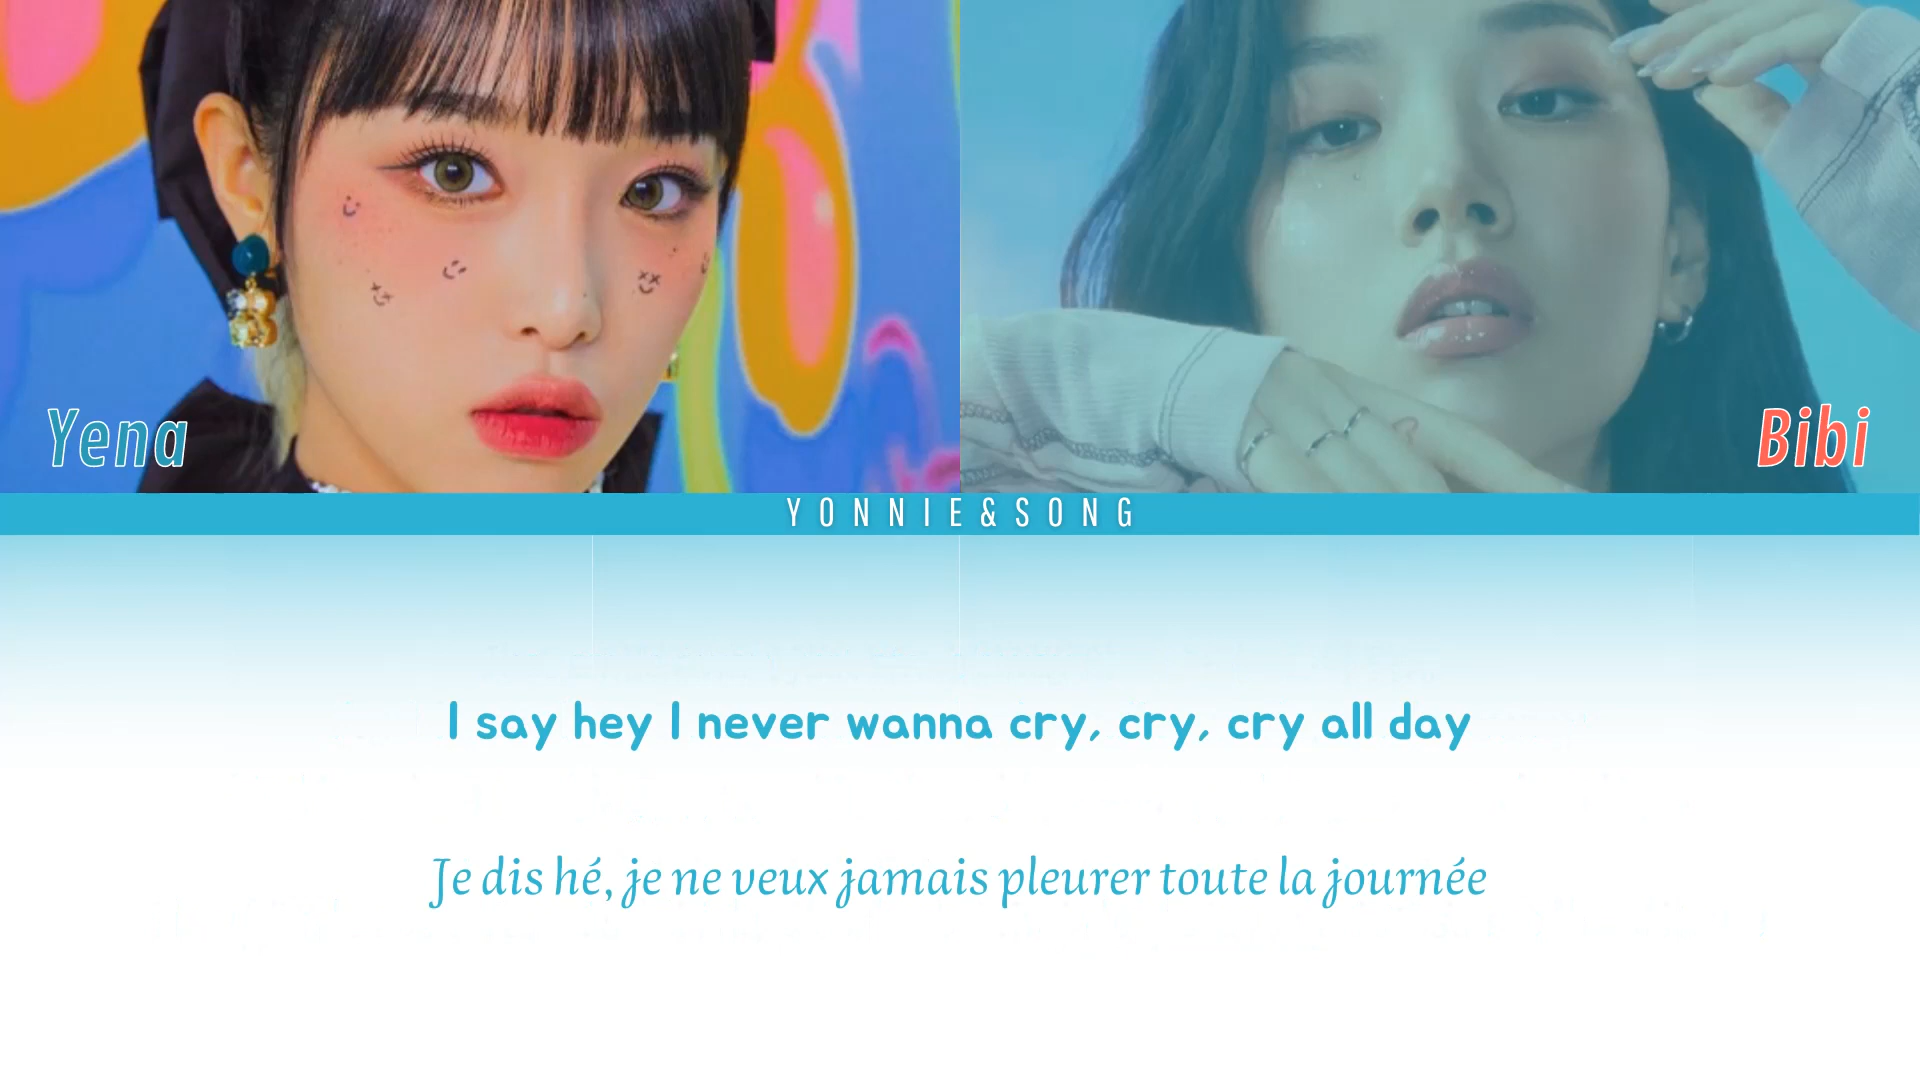 Yena
Bibi
YONNIE&SONG
I say hey I never wanna cry, cry, cry all day
Je dis hé, je ne veux jamais pleurer toute la journée